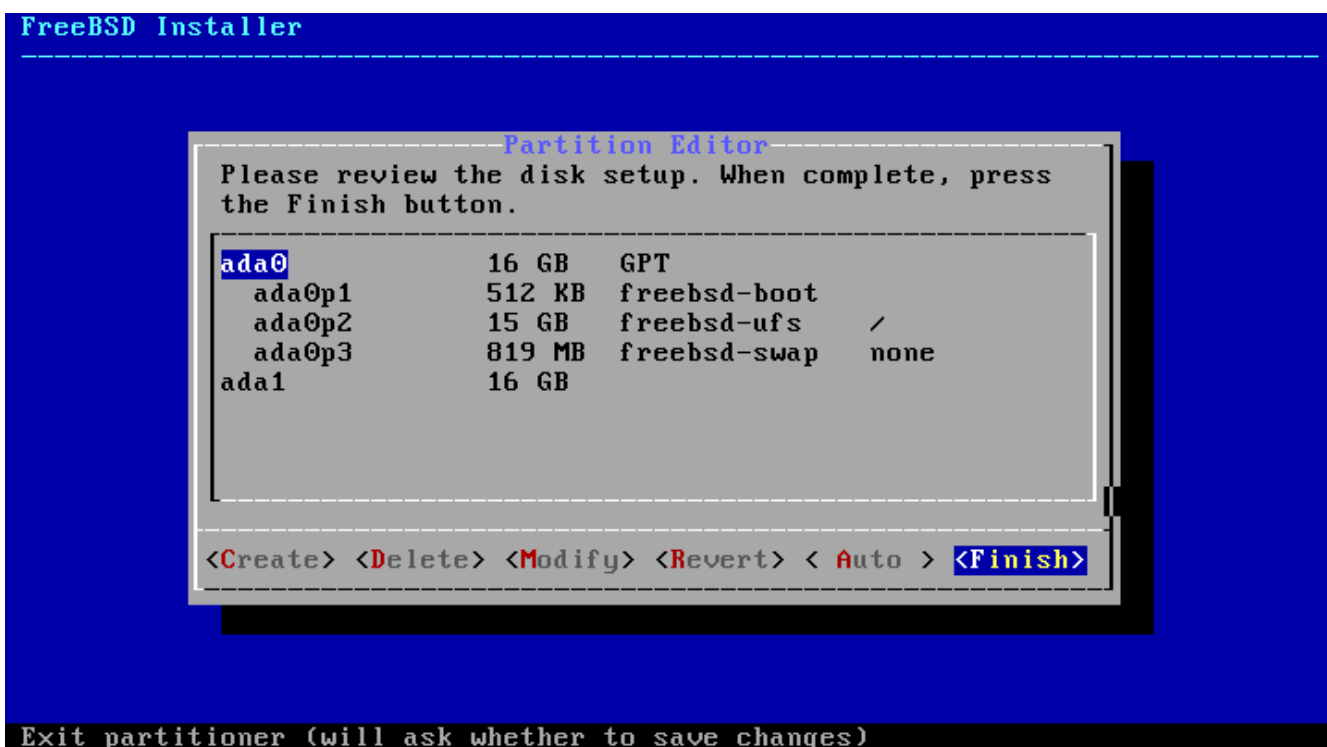 FreeBSD Installer
Partition Editor
Please review the disk setup. When complete, press
the Finish button.
ada0 16 GB GPT
ada0p1 512 KB freebsd-boot
ada0p2 15 GB freebsd-ufs /
ada0p3 819 MB freebsd-swap none
ada1 16 GB
<Create> <Delete> <Modify> <Revert> < Auto > <Finish>
Exit partitioner (will ask whether to save changes)